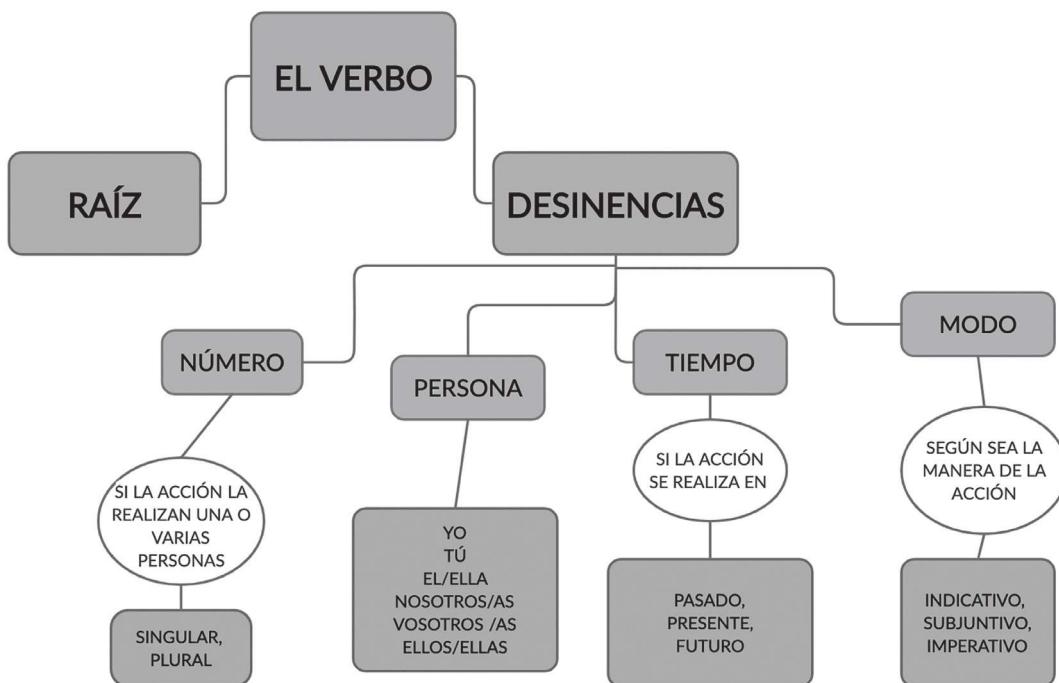 EL VERBO
RAÍZ
DESINENCIAS
NÚMERO
PERSONA
TIEMPO
MODO
SI LA ACCIÓN LA
REALIZAN UNA O
VARIAS
PERSONAS
SI LA ACCIÓN
SE REALIZA EN
SEGÚN SEA LA
MANERA DE LA
ACCIÓN
SINGULAR,
PLURAL
YO
TÚ
EL/ELLA
NOSOTROS/AS
VOSOTROS /AS
ELLOS/ELLAS
PASADO,
PRESENTE,
FUTURO
INDICATIVO,
SUBJUNTIVO,
IMPERATIVO